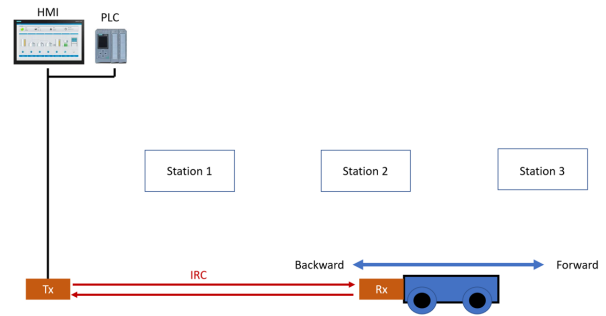 HMI
PLC
Station 1
Station 2
Station 3
Backward
Forward
IRC
Tx
Rx